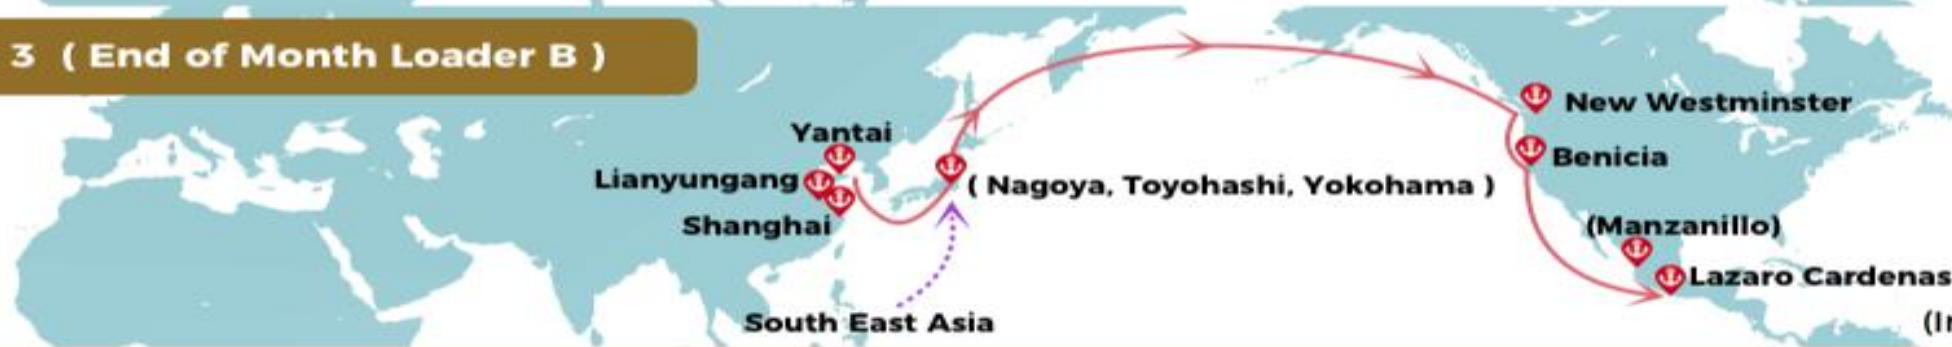 3 ( End of Month Loader B )
New Westminster
Yantai
Benicia
Lianyungang
( Nagoya, Toyohashi, Yokohama )
Shanghai
(Manzanillo)
Lazaro Cardenas
South East Asia